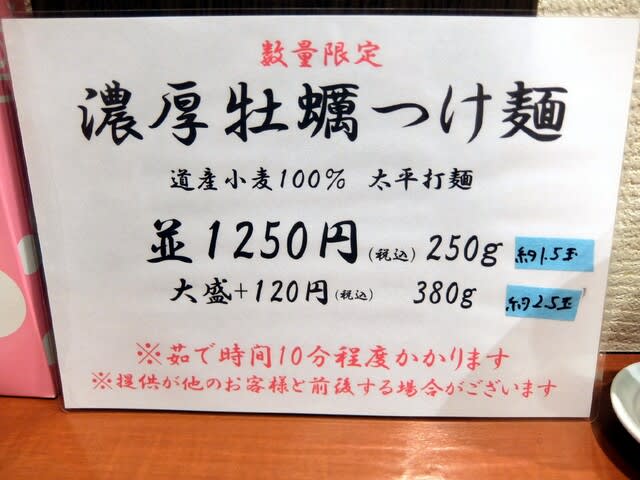 数量限定
濃厚牡蠣つけ麺
道産小麦100% 太平打麺
並1250円(税込) 250g 約1.5玉
大盛+120円(税込) 380g 約2.5玉
※茹で時間10分程度かかります
※提供が他のお客様と前後する場合がございます